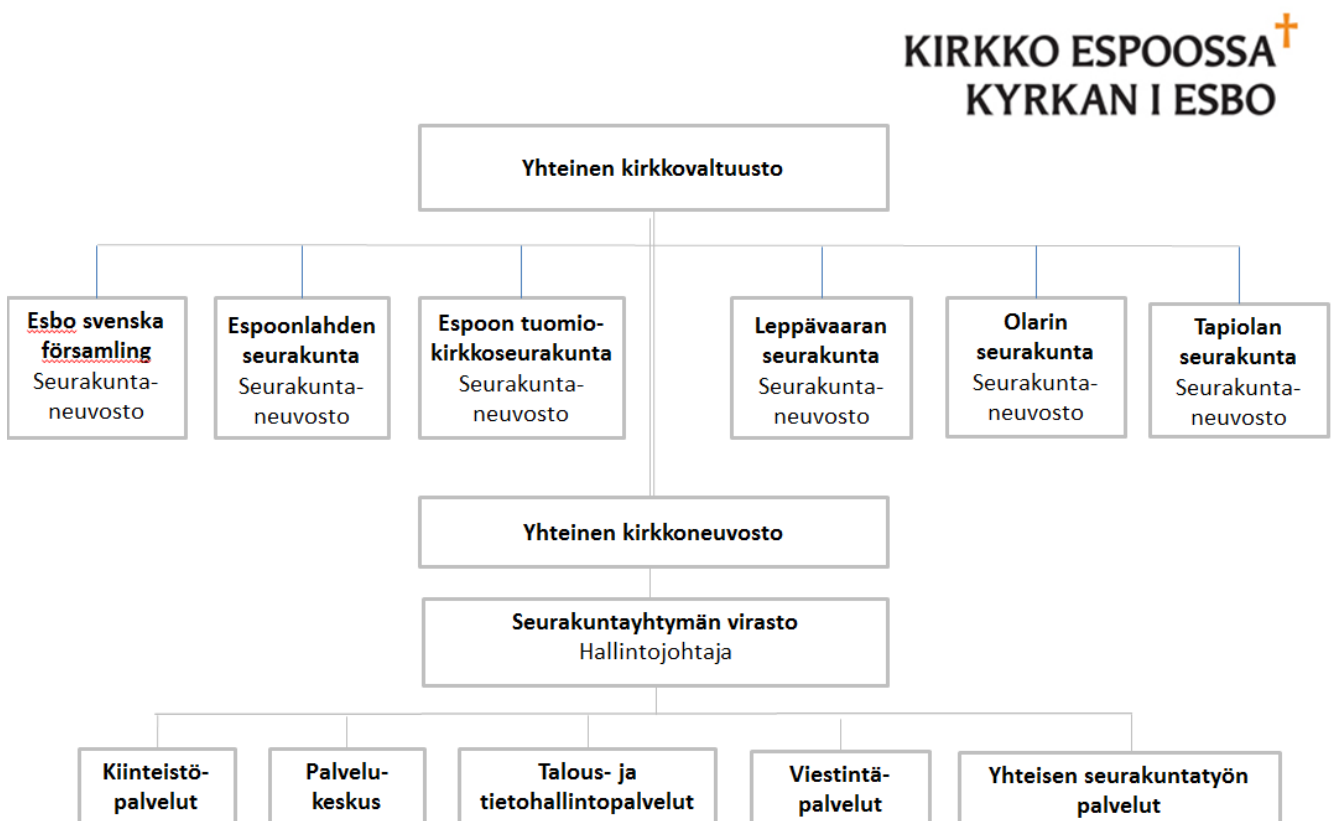 KIRKKO ESPOOSSA
KYRKAN I ESBO
Yhteinen kirkkovaltuusto
Esbo svenska
församling
Seurakunta-
neuvosto
Espoonlahden
seurakunta
Seurakunta-
neuvosto
Espoon tuomio-
kirkkoseurakunta
Seurakunta-
neuvosto
Leppävaaran
seurakunta
Seurakunta-
neuvosto
Olarin
seurakunta
Seurakunta-
neuvosto
Tapiolan
seurakunta
Seurakunta-
neuvosto
Yhteinen kirkkoneuvosto
Seurakuntayhtymän virasto
Hallintojohtaja
Kiinteistö-
palvelut
Palvelu-
keskus
Talous- ja
tietohallintopalvelut
Viestintä-
palvelut
Yhteisen seurakuntatyön
palvelut